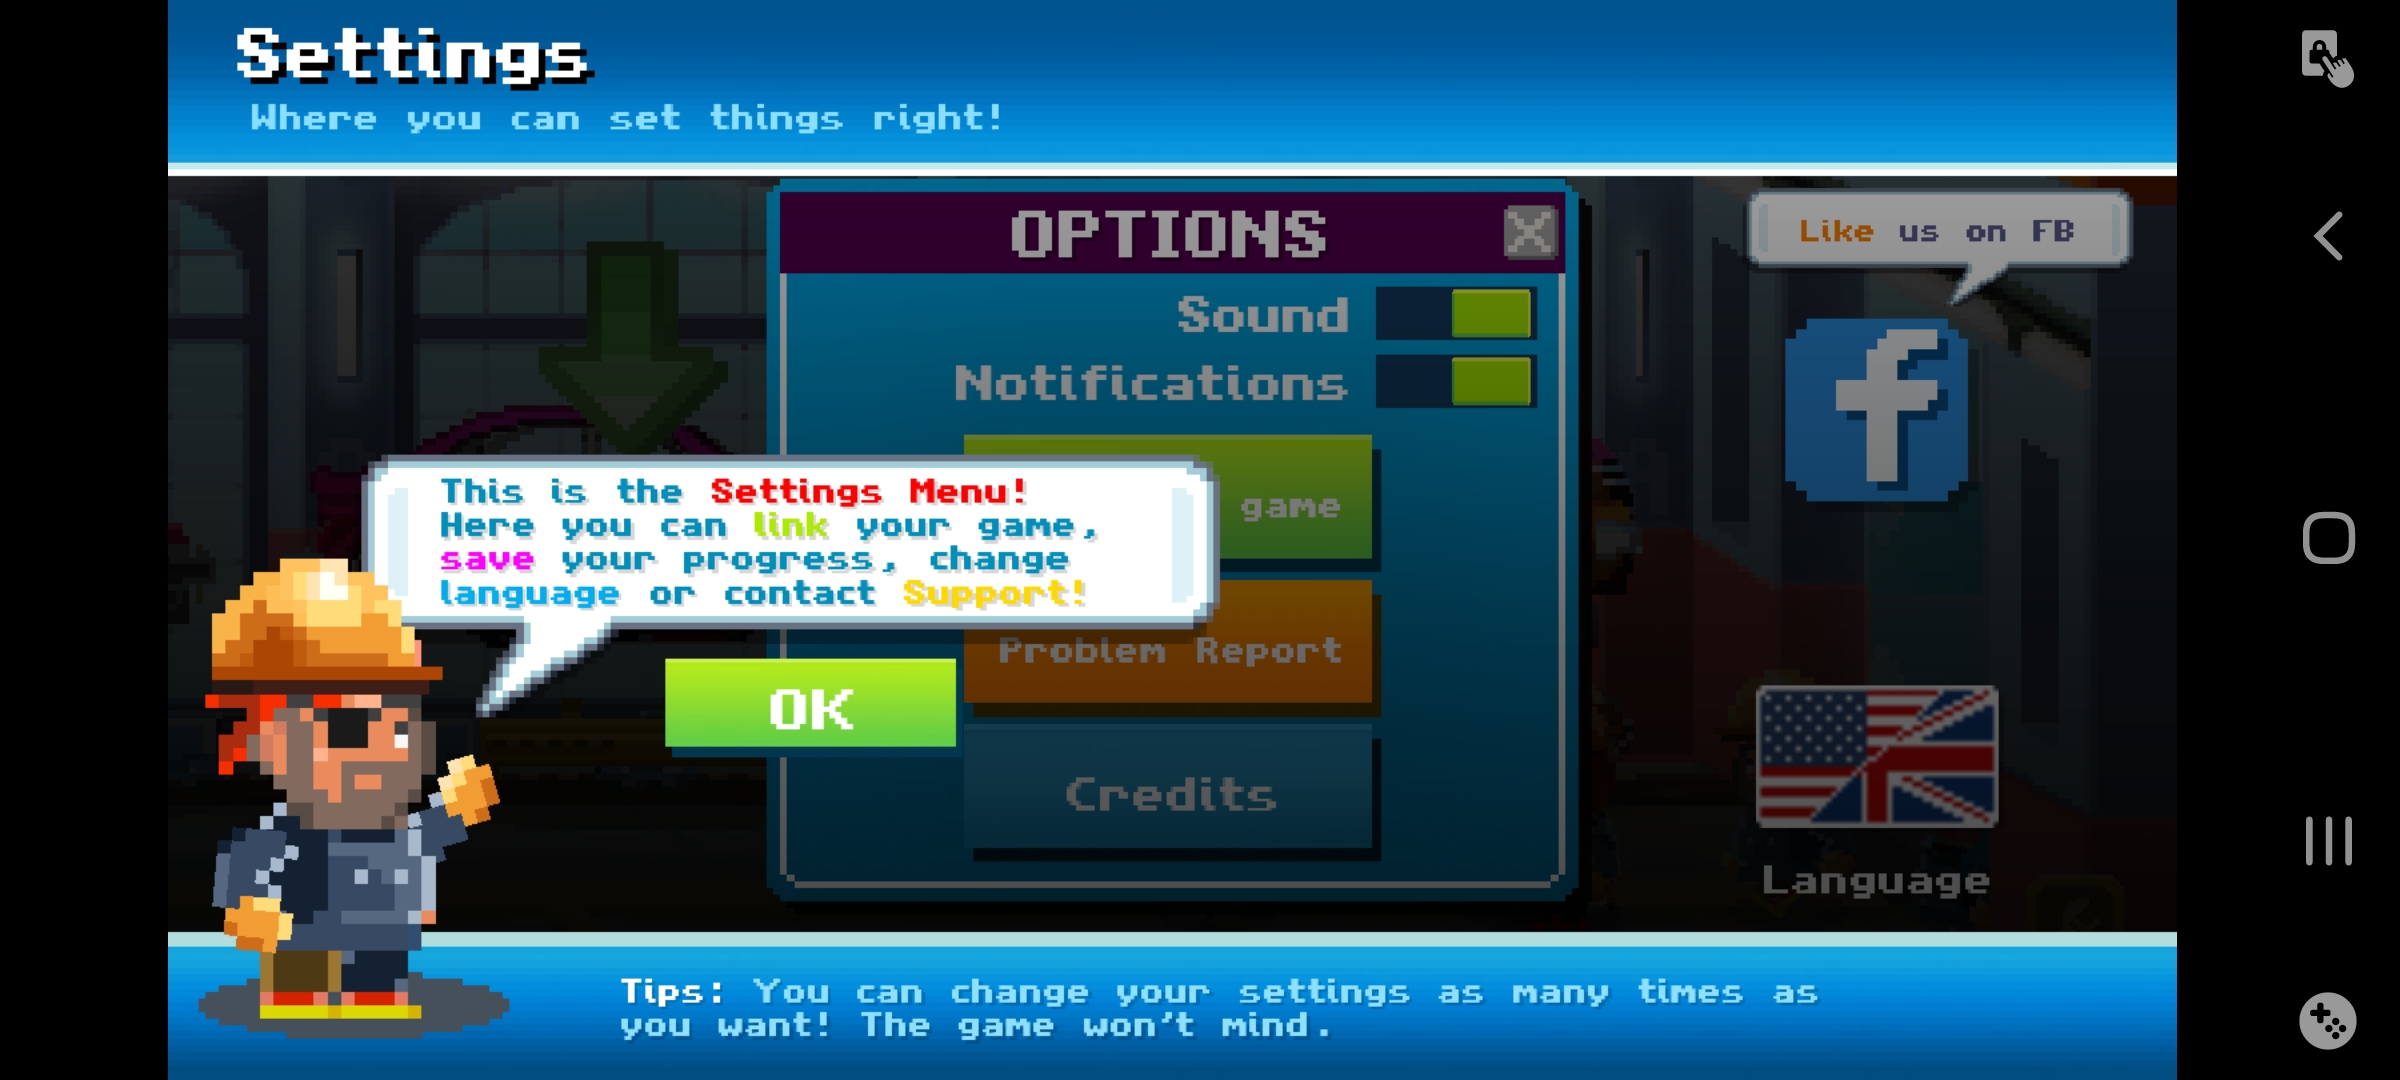 Settings
Where you can set things right!
OPTIONS
Like us on FB
Sound
Notifications
This is the Settings Menu!
Here you can link your game,
save your progress, change
language or contact Support!
game
Problem Report
OK
Credits
Language
Tips: You can change your settings as many times as
you want! The game won't mind.